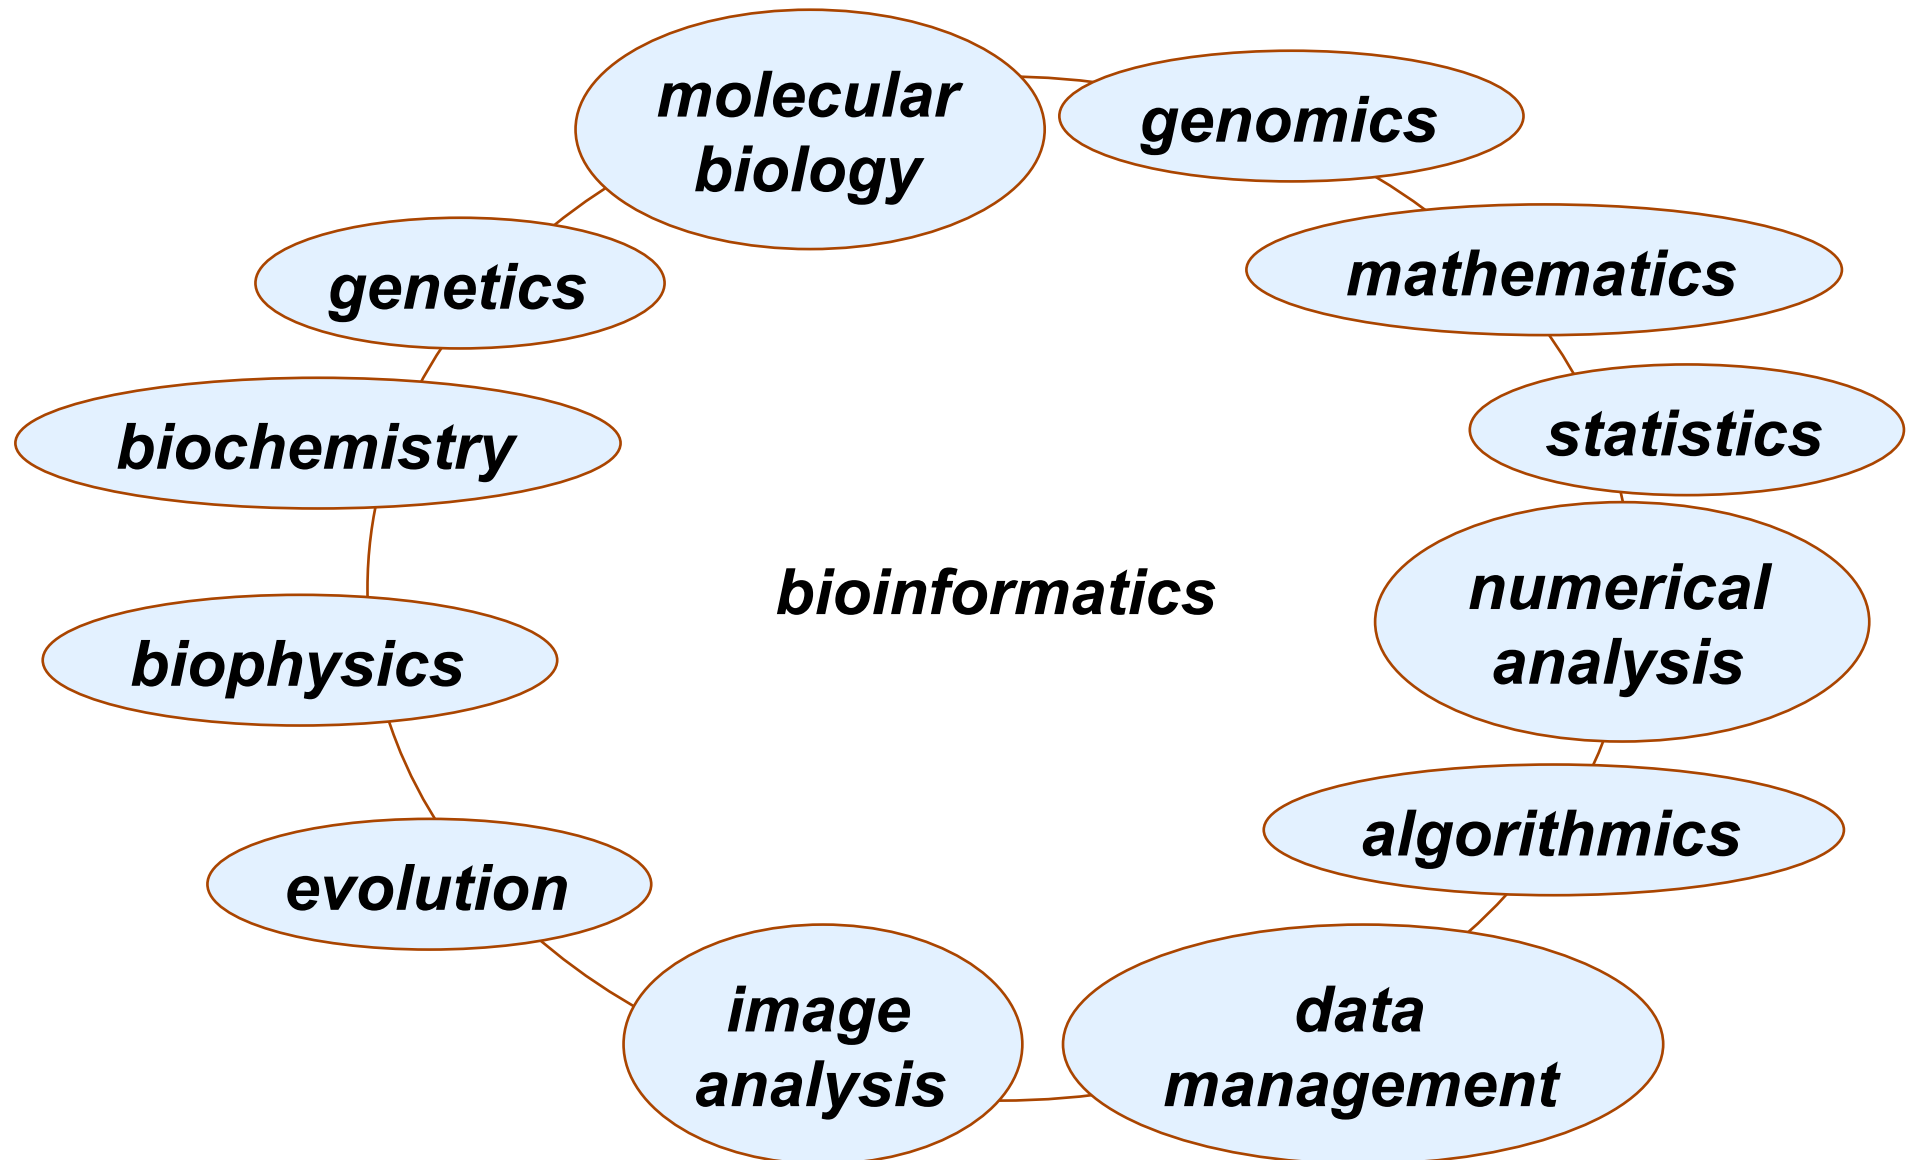 molecular
biology
genomics
mathematics
statistics
numerical
analysis
algorithmics
data
management
image
analysis
evolution
biophysics
biochemistry
genetics
bioinformatics